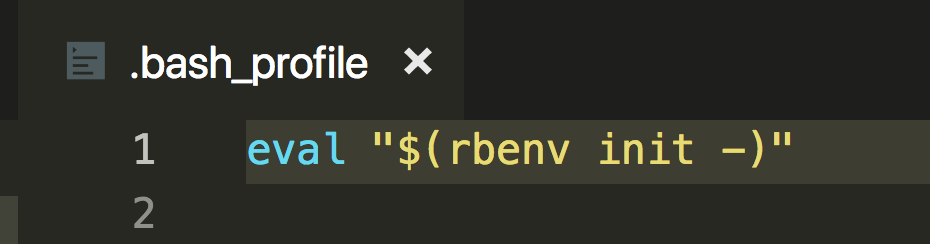 .bash_profile ×
1 eval "$(rbenv init -)"
2